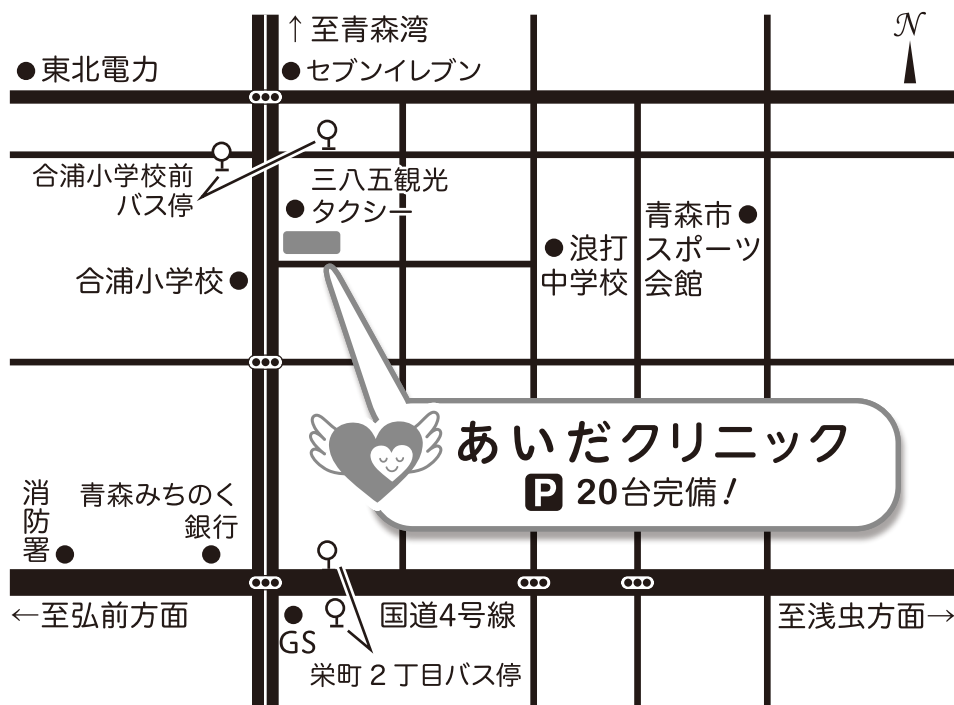 ↑至青森湾
N
東北電力
セブンイレブン
合浦小学校前
バス停
三八五観光
タクシー
青森市
スポーツ
会館
浪打
中学校
合浦小学校
あいだクリニック
P 20台完備!
消防署
青森みちのく
銀行
←至弘前方面
GS
国道4号線
至浅虫方面→
栄町2丁目バス停